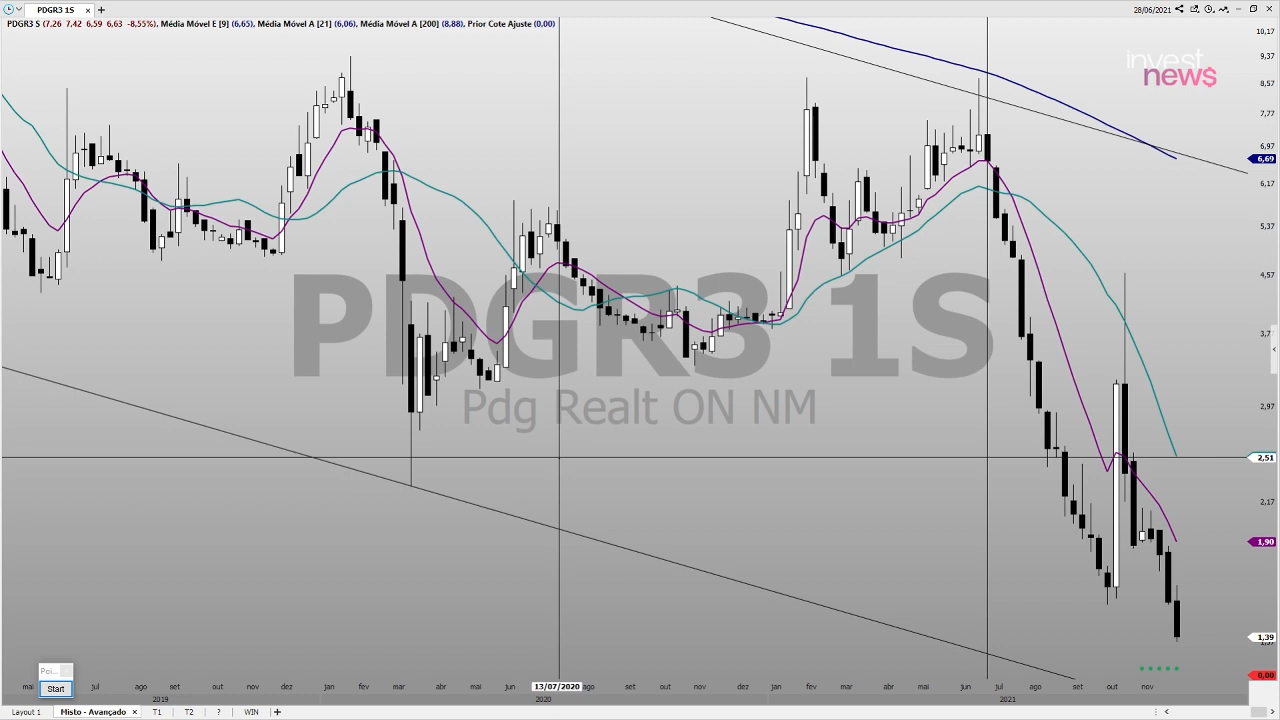 PDGR3 1S
28/06/2021
PDGR3 S (7,26 7,42 6,59 6,63 -8,55%), Média Móvel E [9] (6,65), Média Móvel A [21] (6,06), Média Móvel A [200] (8,88), Prior Cote Ajuste (0,00)
invest
news
10,17
9,37
8,57
7,77
6,97
6,69
6,17
5,37
4,57
3,7
2,97
2,51
2,17
1,90
1,39
0,00
PDGR3 1S
Pdg Realt ON NM
Poi...
Start
mai jul ago set out nov dez jan fev mar abr mai jun 13/07/2020 ago set out nov dez jan fev mar abr mai jun jul ago set out nov
2019 2020 2021
Layout 1 Misto - Avançado T1 T2 ? WIN